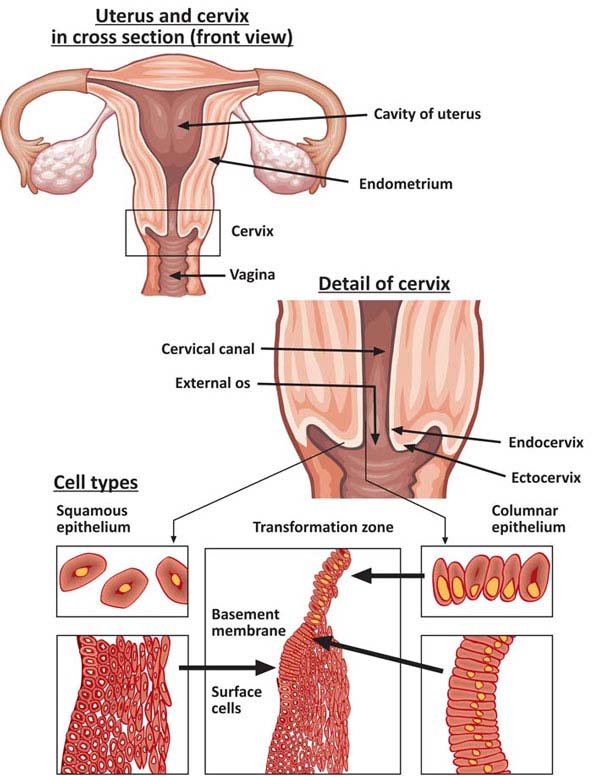 Uterus and cervix
in cross section (front view)
Cavity of uterus
Endometrium
Cervix
Vagina
Detail of cervix
Cervical canal
External os
Endocervix
Ectocervix
Cell types
Squamous
epithelium
Transformation zone
Columnar
epithelium
Basement
membrane
Surface
cells